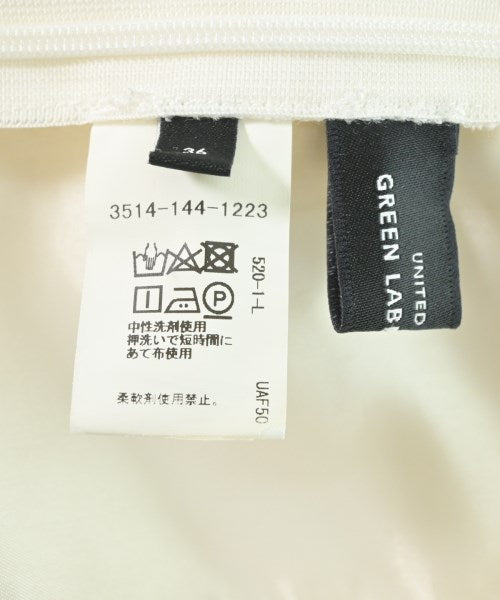 36
3514-144-1223
中性洗剤使用
押洗いで短時間に
あて布使用
柔軟剤使用禁止。
520-1-L
UAF50
UNITED
GREEN LAB